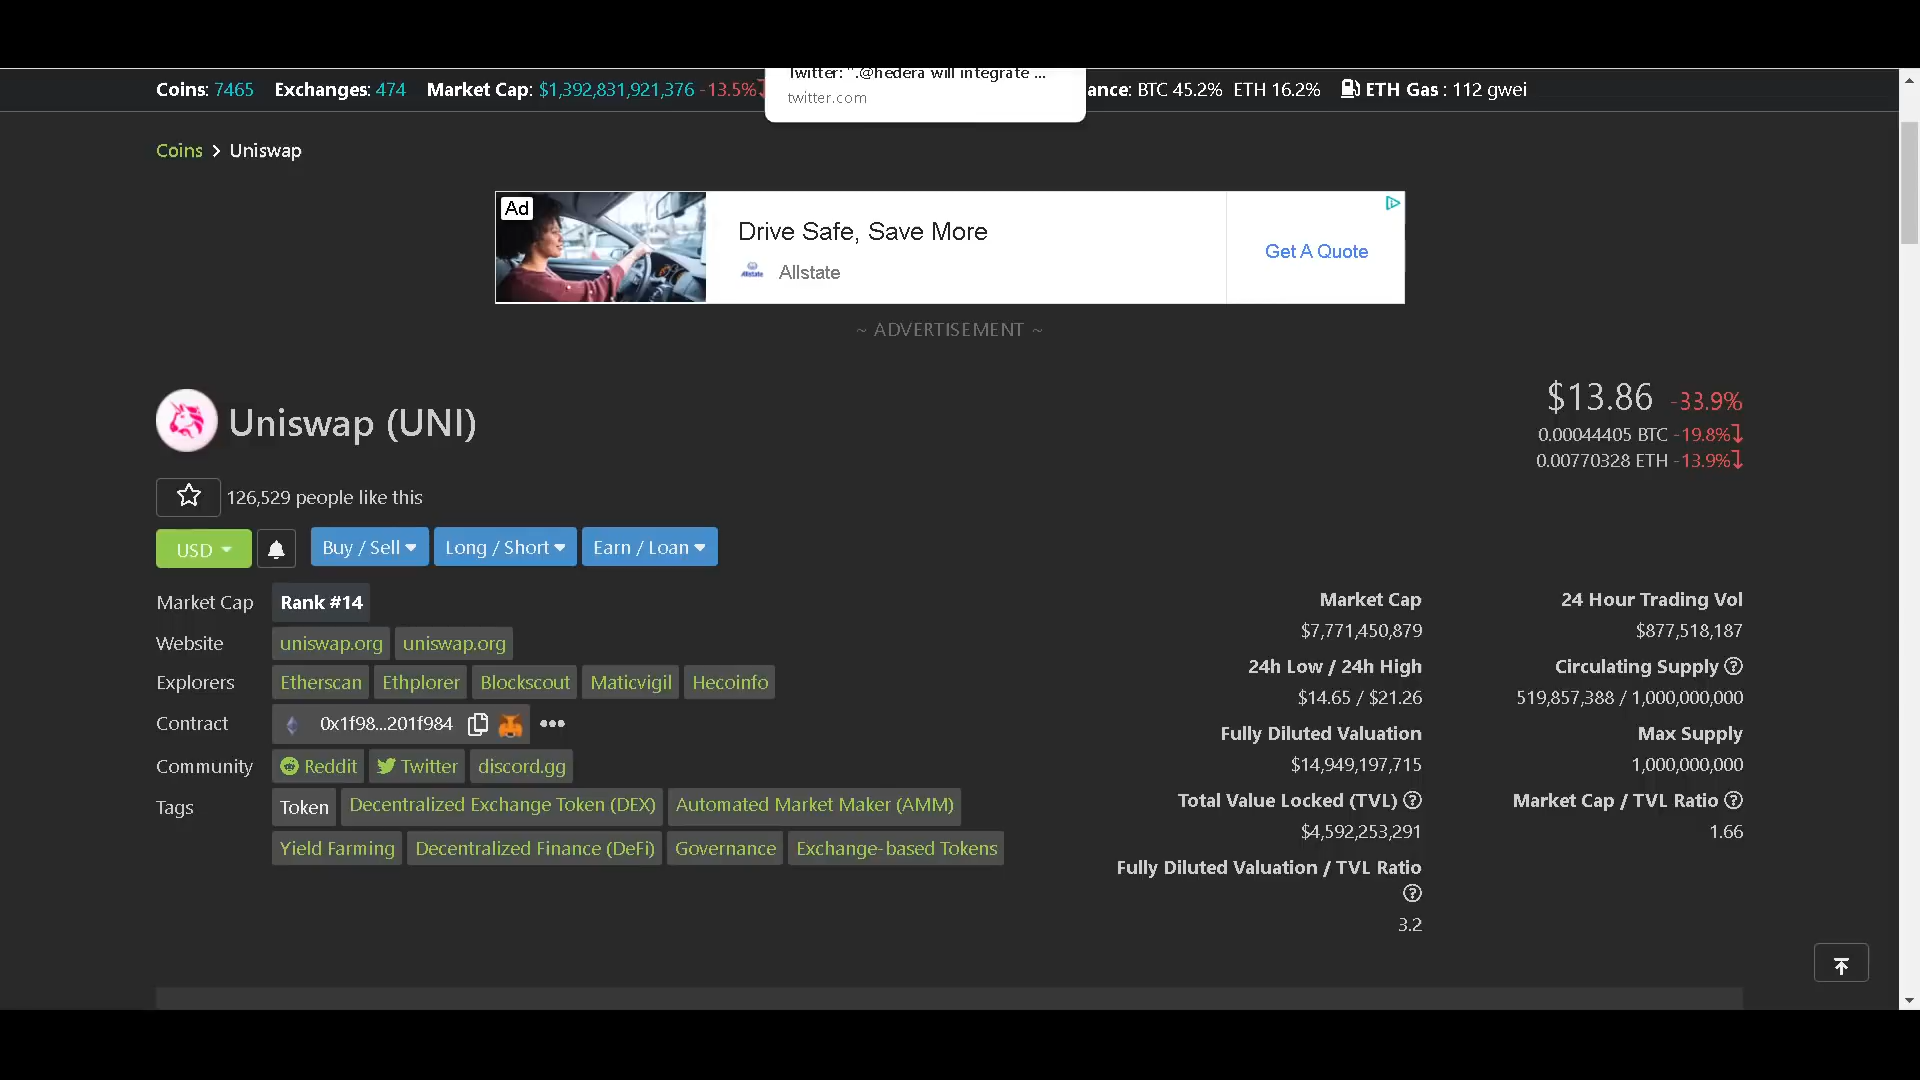 Coins: 7465 Exchanges: 474 Market Cap: $1,392,831,921,376 -13.5% ance: BTC 45.2% ETH 16.2% ETH Gas : 112 gwei
Twitter: ".@hedera will integrate ...
twitter.com
Coins > Uniswap
Ad
Drive Safe, Save More
Allstate
Allstate
Get A Quote
~ ADVERTISEMENT ~
Uniswap (UNI)
$13.86 -33.9%
0.00044405 BTC -19.8%
0.00770328 ETH -13.9%
126,529 people like this
USD
Buy / Sell
Long / Short
Earn / Loan
Market Cap Rank #14
Website uniswap.org uniswap.org
Explorers Etherscan Ethplorer Blockscout Maticvigil Hecoinfo
Contract 0x1f98...201f984 •••
Community Reddit Twitter discord.gg
Tags Token Decentralized Exchange Token (DEX) Automated Market Maker (AMM)
Yield Farming Decentralized Finance (DeFi) Governance Exchange-based Tokens
Market Cap
$7,771,450,879
24h Low / 24h High
$14.65 / $21.26
Fully Diluted Valuation
$14,949,197,715
Total Value Locked (TVL) ?
$4,592,253,291
Fully Diluted Valuation / TVL Ratio
?
3.2
24 Hour Trading Vol
$877,518,187
Circulating Supply ?
519,857,388 / 1,000,000,000
Max Supply
1,000,000,000
Market Cap / TVL Ratio ?
1.66